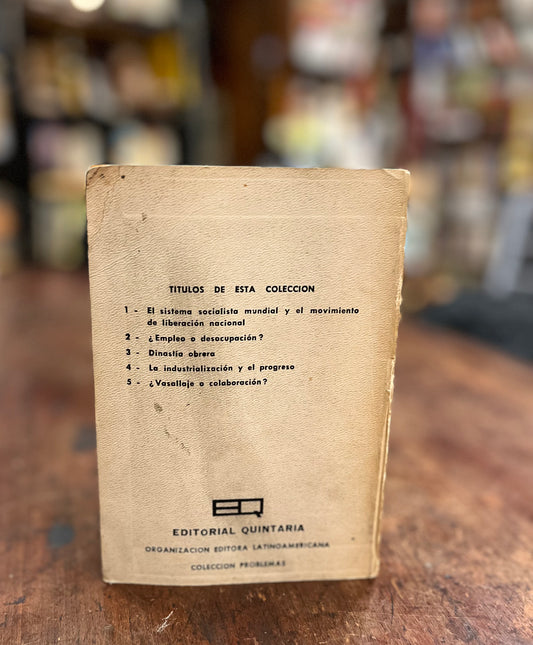 TITULOS DE ESTA COLECCION
1 - El sistema socialista mundial y el movimiento
de liberación nacional
2 - ¿Empleo o desocupación?
3 - Dinastía obrera
4 - La industrialización y el progreso
5 - ¿Vasallaje o colaboración?
EQ
EDITORIAL QUINTARIA
ORGANIZACION EDITORA LATINOAMERICANA
COLECCION PROBLEMAS